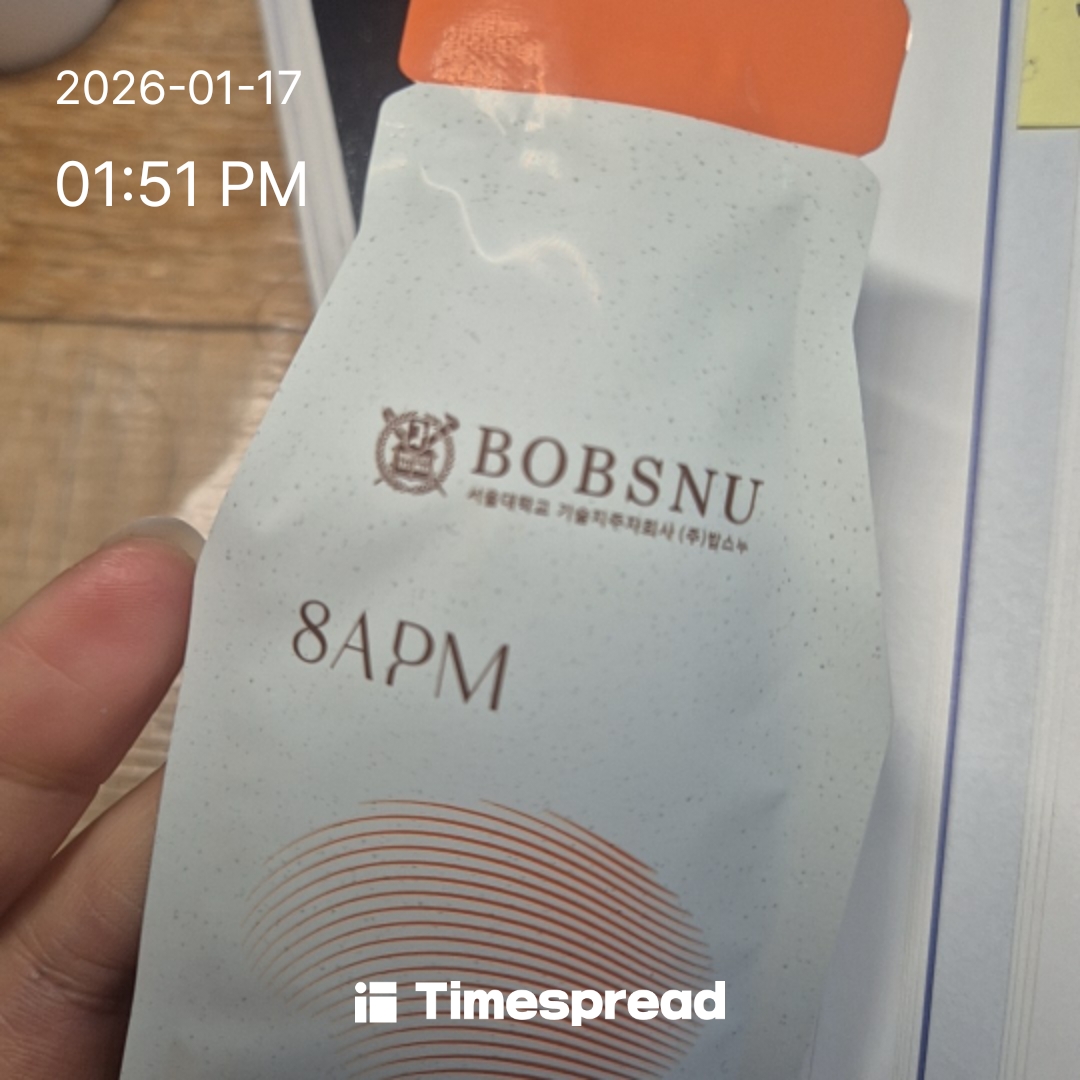 2026-01-17
01:51 PM
BOBSNU
서울대학교 기술지주자회사 (주)밥스누
8APM
Timespread